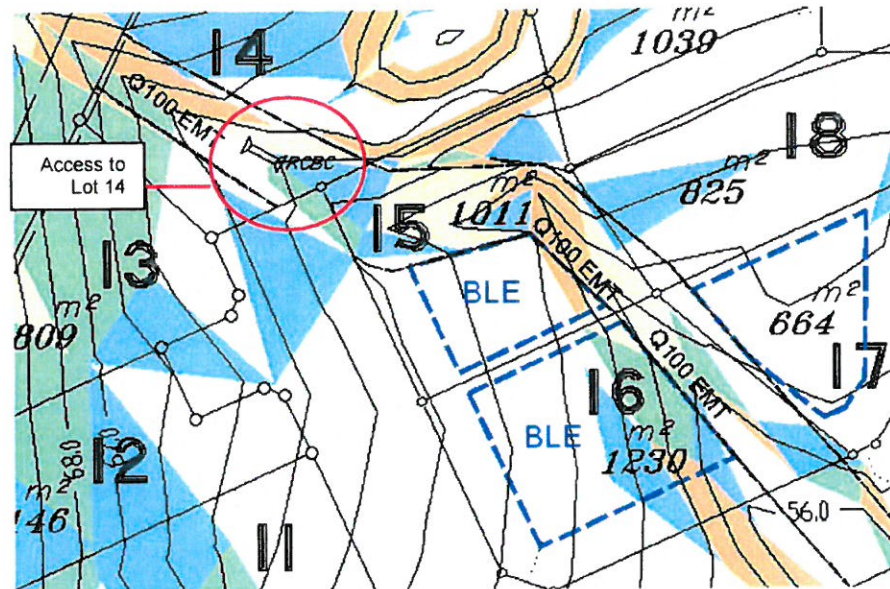 m²
1039
14
Q100 EMT
RCBC
Access to
Lot 14
18
m²
825
m²
1011
15
Q100 EMT
13
m²
809
BLE
m²
664
Q100 EMT
17
16
m²
1230
BLE
12
68.0
m²
146
56.0
11